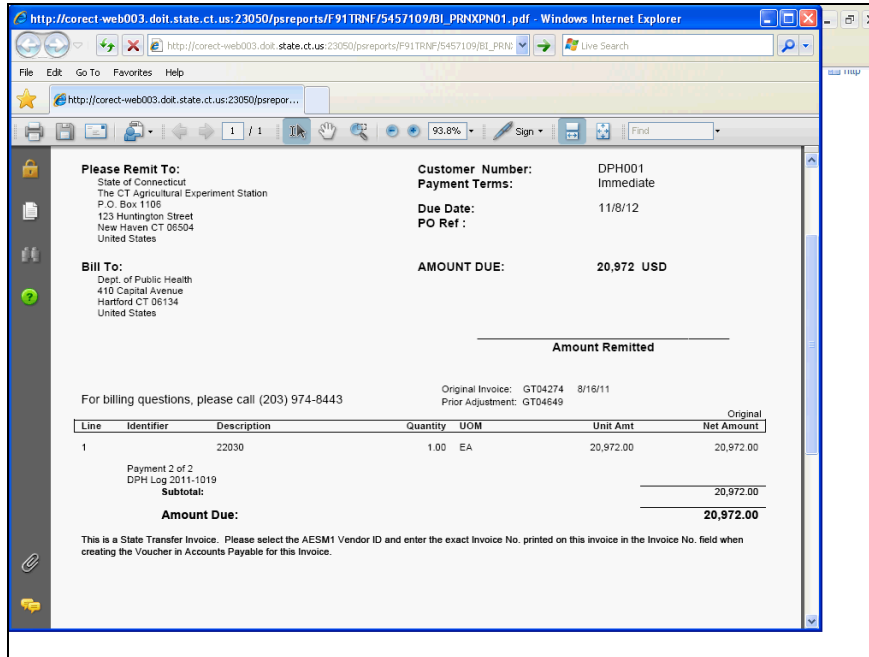 http://corect-web003.doit.state.ct.us:23050/psreports/F91TRNF/5457109/BI_PRNXPN01.pdf - Windows Internet Explorer
http://corect-web003.doit.state.ct.us:23050/psreports/F91TRNF/5457109/BI_PRN
Live Search
File Edit Go To Favorites Help
http
http://corect-web003.doit.state.ct.us:23050/psrepor...
1 / 1 93.8% Sign Find
Please Remit To: Customer Number: DPH001
State of Connecticut Payment Terms: Immediate
The CT Agricultural Experiment Station
P.O. Box 1106 Due Date: 11/8/12
123 Huntington Street PO Ref :
New Haven CT 06504
United States
Bill To: AMOUNT DUE: 20,972 USD
Dept. of Public Health
410 Capital Avenue
Hartford CT 06134
United States
Amount Remitted
Original Invoice: GT04274 8/16/11
For billing questions, please call (203) 974-8443 Prior Adjustment: GT04649
Original
Line Identifier Description Quantity UOM Unit Amt Net Amount
1 22030 1.00 EA 20,972.00 20,972.00
Payment 2 of 2
DPH Log 2011-1019
Subtotal: 20,972.00
Amount Due: 20,972.00
This is a State Transfer Invoice. Please select the AESM1 Vendor ID and enter the exact Invoice No. printed on this invoice in the Invoice No. field when
creating the Voucher in Accounts Payable for this Invoice.